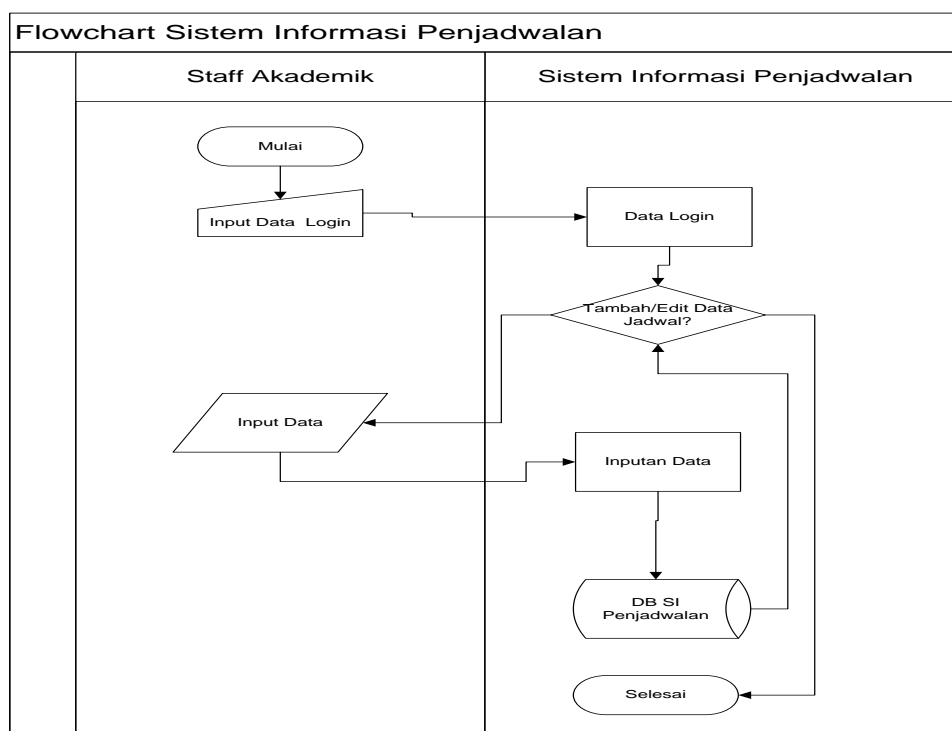 Flowchart Sistem Informasi Penjadwalan
Staff Akademik
Sistem Informasi Penjadwalan
Mulai
Input Data Login
Data Login
Tambah/Edit Data
Jadwal?
Input Data
Inputan Data
DB SI
Penjadwalan
Selesai